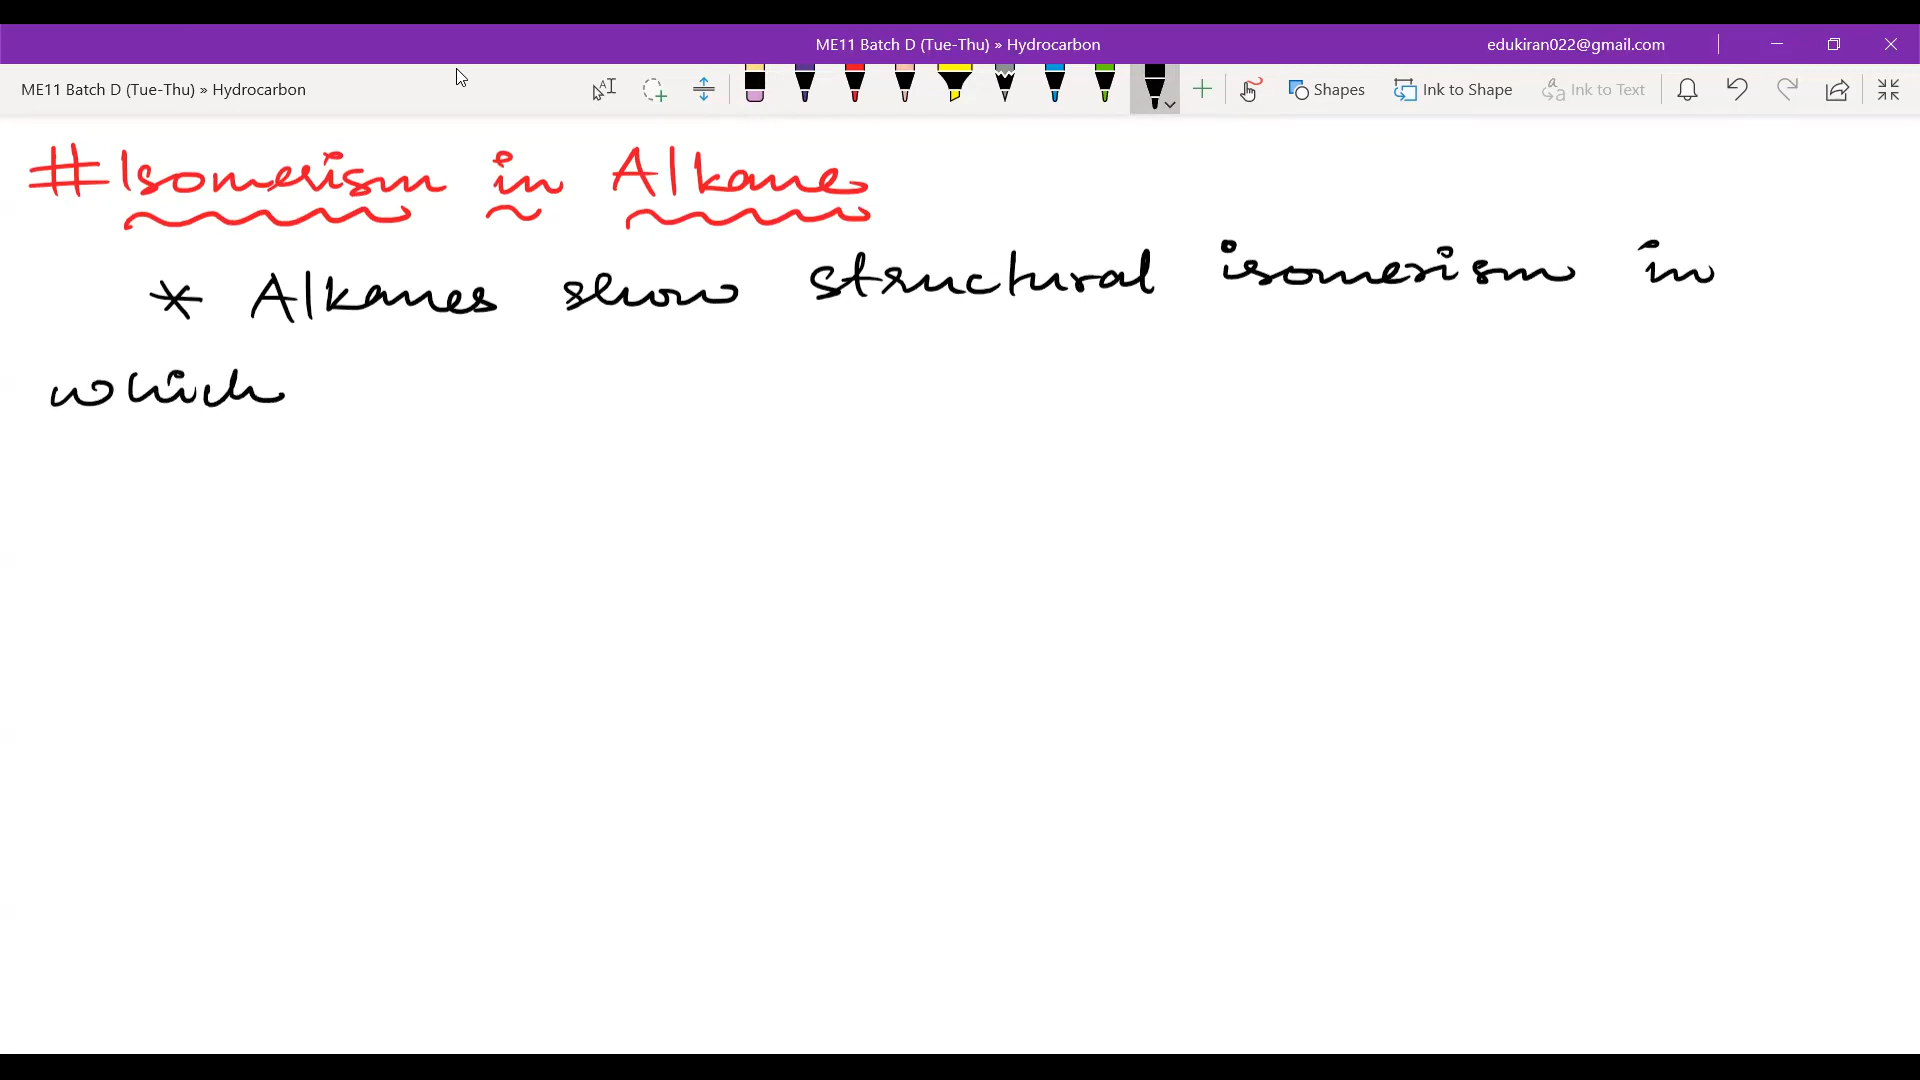 ME11 Batch D (Tue-Thu) » Hydrocarbon
edukiran022@gmail.com
ME11 Batch D (Tue-Thu) » Hydrocarbon
Shapes
Ink to Shape
Ink to Text
#Isomerism in Alkane
* Alkanes show structural isomerism in
which